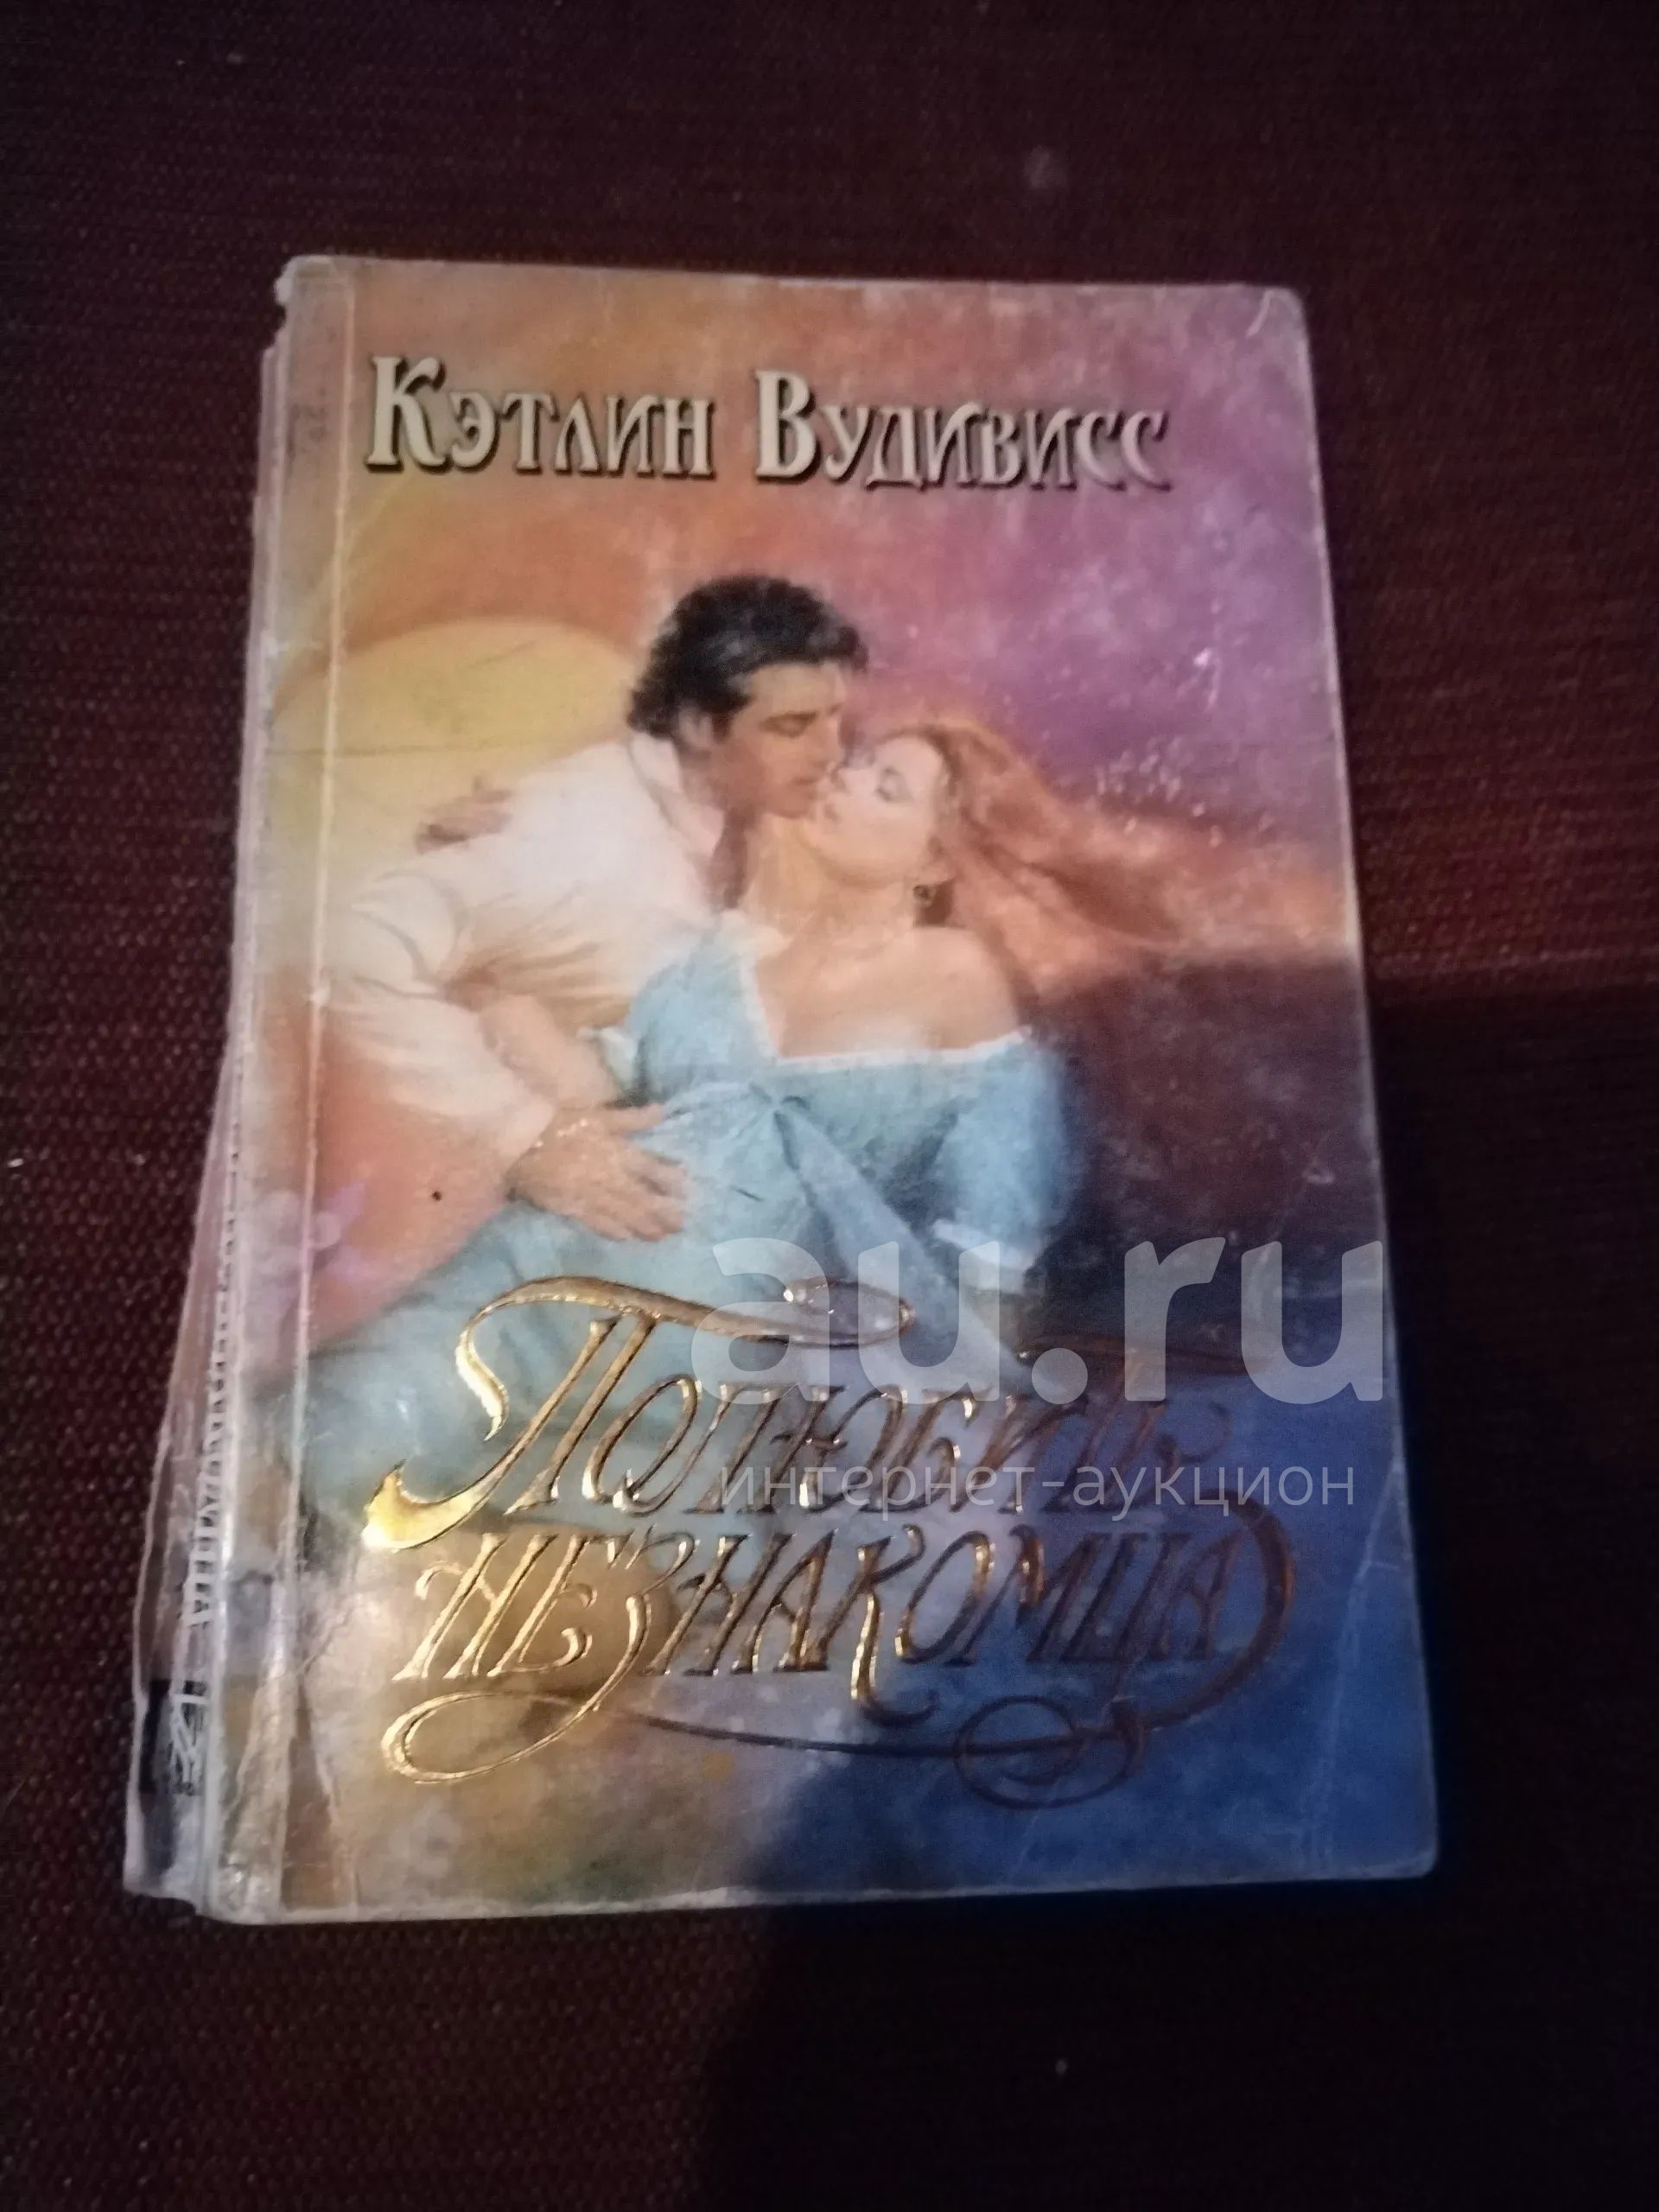 Кэтлин Вудивисс
au.ru
Полюбить
интернет-аукцион
незнакомца